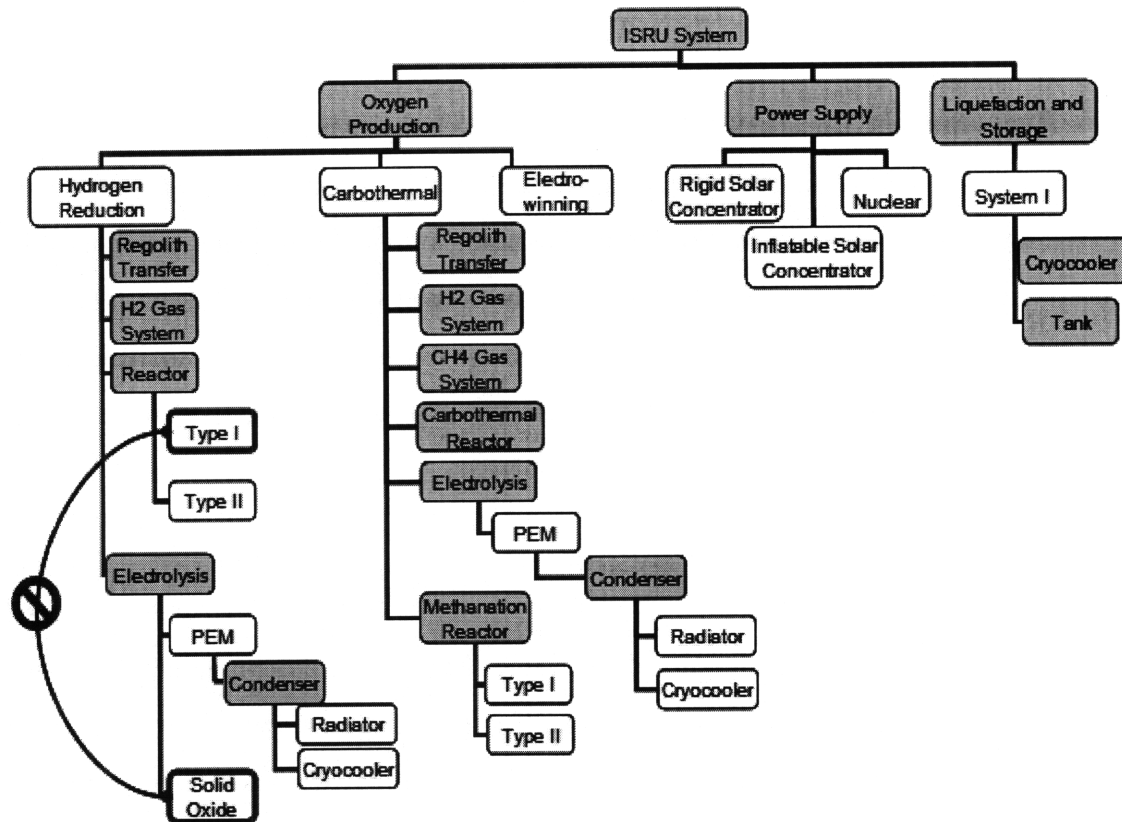 ISRU System
Oxygen
Production
Power Supply
Liquefaction and
Storage
Hydrogen
Reduction
Carbothermal
Electro-
winning
Rigid Solar
Concentrator
Nuclear
System I
Inflatable Solar
Concentrator
Regolith
Transfer
H2 Gas
System
Reactor
Type I
Type II
Electrolysis
PEM
Condenser
Radiator
Cryocooler
Solid
Oxide
Regolith
Transfer
H2 Gas
System
CH4 Gas
System
Carbothermal
Reactor
Electrolysis
PEM
Condenser
Radiator
Cryocooler
Methanation
Reactor
Type I
Type II
Cryocooler
Tank